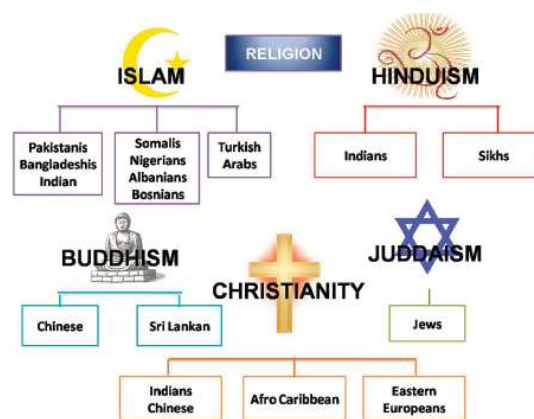 RELIGION
ISLAM
HINDUISM
Pakistanis
Bangladeshis
Indian
Somalis
Nigerians
Albanians
Bosnians
Turkish
Arabs
Indians
Sikhs
BUDDHISM
CHRISTIANITY
JUDDAISM
Chinese
Sri Lankan
Jews
Indians
Chinese
Afro Caribbean
Eastern
Europeans